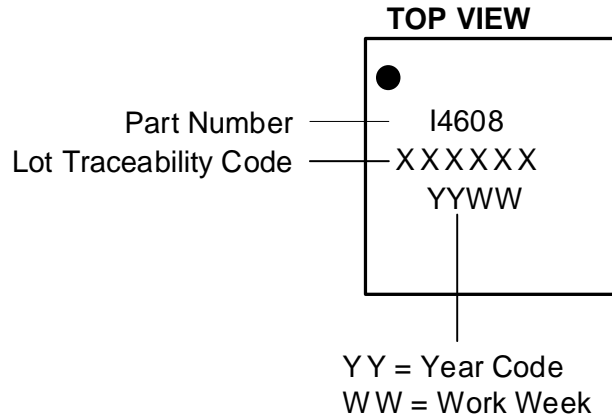 TOP VIEW
Part Number
I4608
Lot Traceability Code
XXXXXX
YYWW
YY = Year Code
WW = Work Week